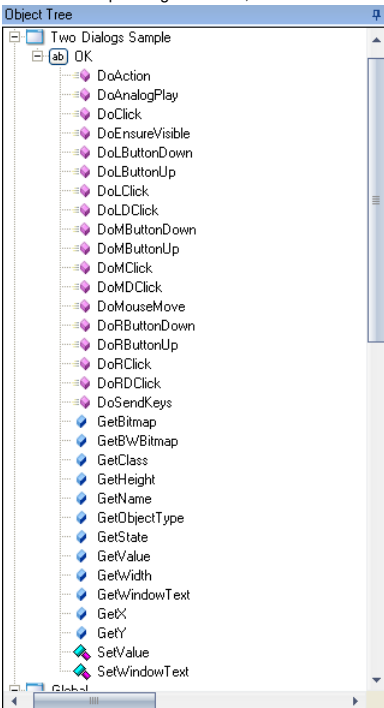 Object Tree
Two Dialogs Sample
ab OK
DoAction
DoAnalogPlay
DoClick
DoEnsureVisible
DoLButtonDown
DoLButtonUp
DoLClick
DoLDClick
DoMButtonDown
DoMButtonUp
DoMClick
DoMDClick
DoMouseMove
DoRButtonDown
DoRButtonUp
DoRClick
DoRDClick
DoSendKeys
GetBitmap
GetBWBitmap
GetClass
GetHeight
GetName
GetObjectType
GetState
GetValue
GetWidth
GetWindowText
GetX
GetY
SetValue
SetWindowText
Global